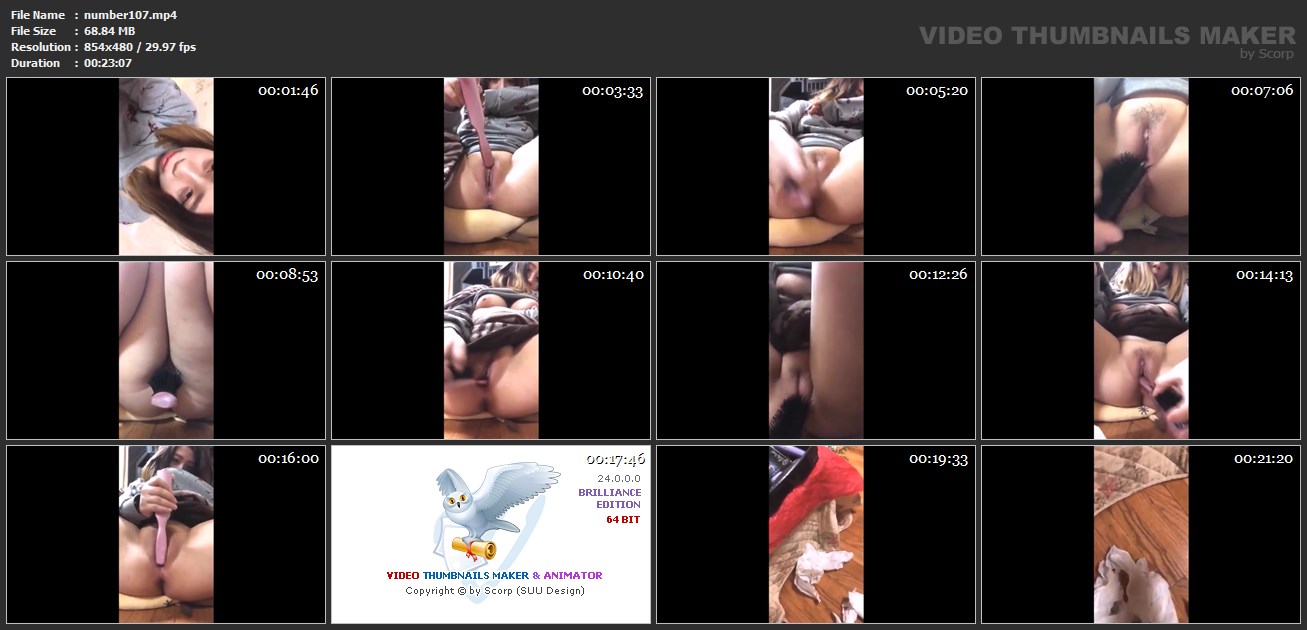 File Name : number107.mp4
File Size : 68.84 MB
Resolution : 854x480 / 29.97 fps
Duration : 00:23:07
VIDEO THUMBNAILS MAKER
by Scorp
00:01:46
00:03:33
00:05:20
00:07:06
00:08:53
00:10:40
00:12:26
00:14:13
00:16:00
00:17:46
24.0.0.0
BRILLIANCE
EDITION
64 BIT
VIDEO THUMBNAILS MAKER & ANIMATOR
Copyright © by Scorp (SUU Design)
00:19:33
00:21:20